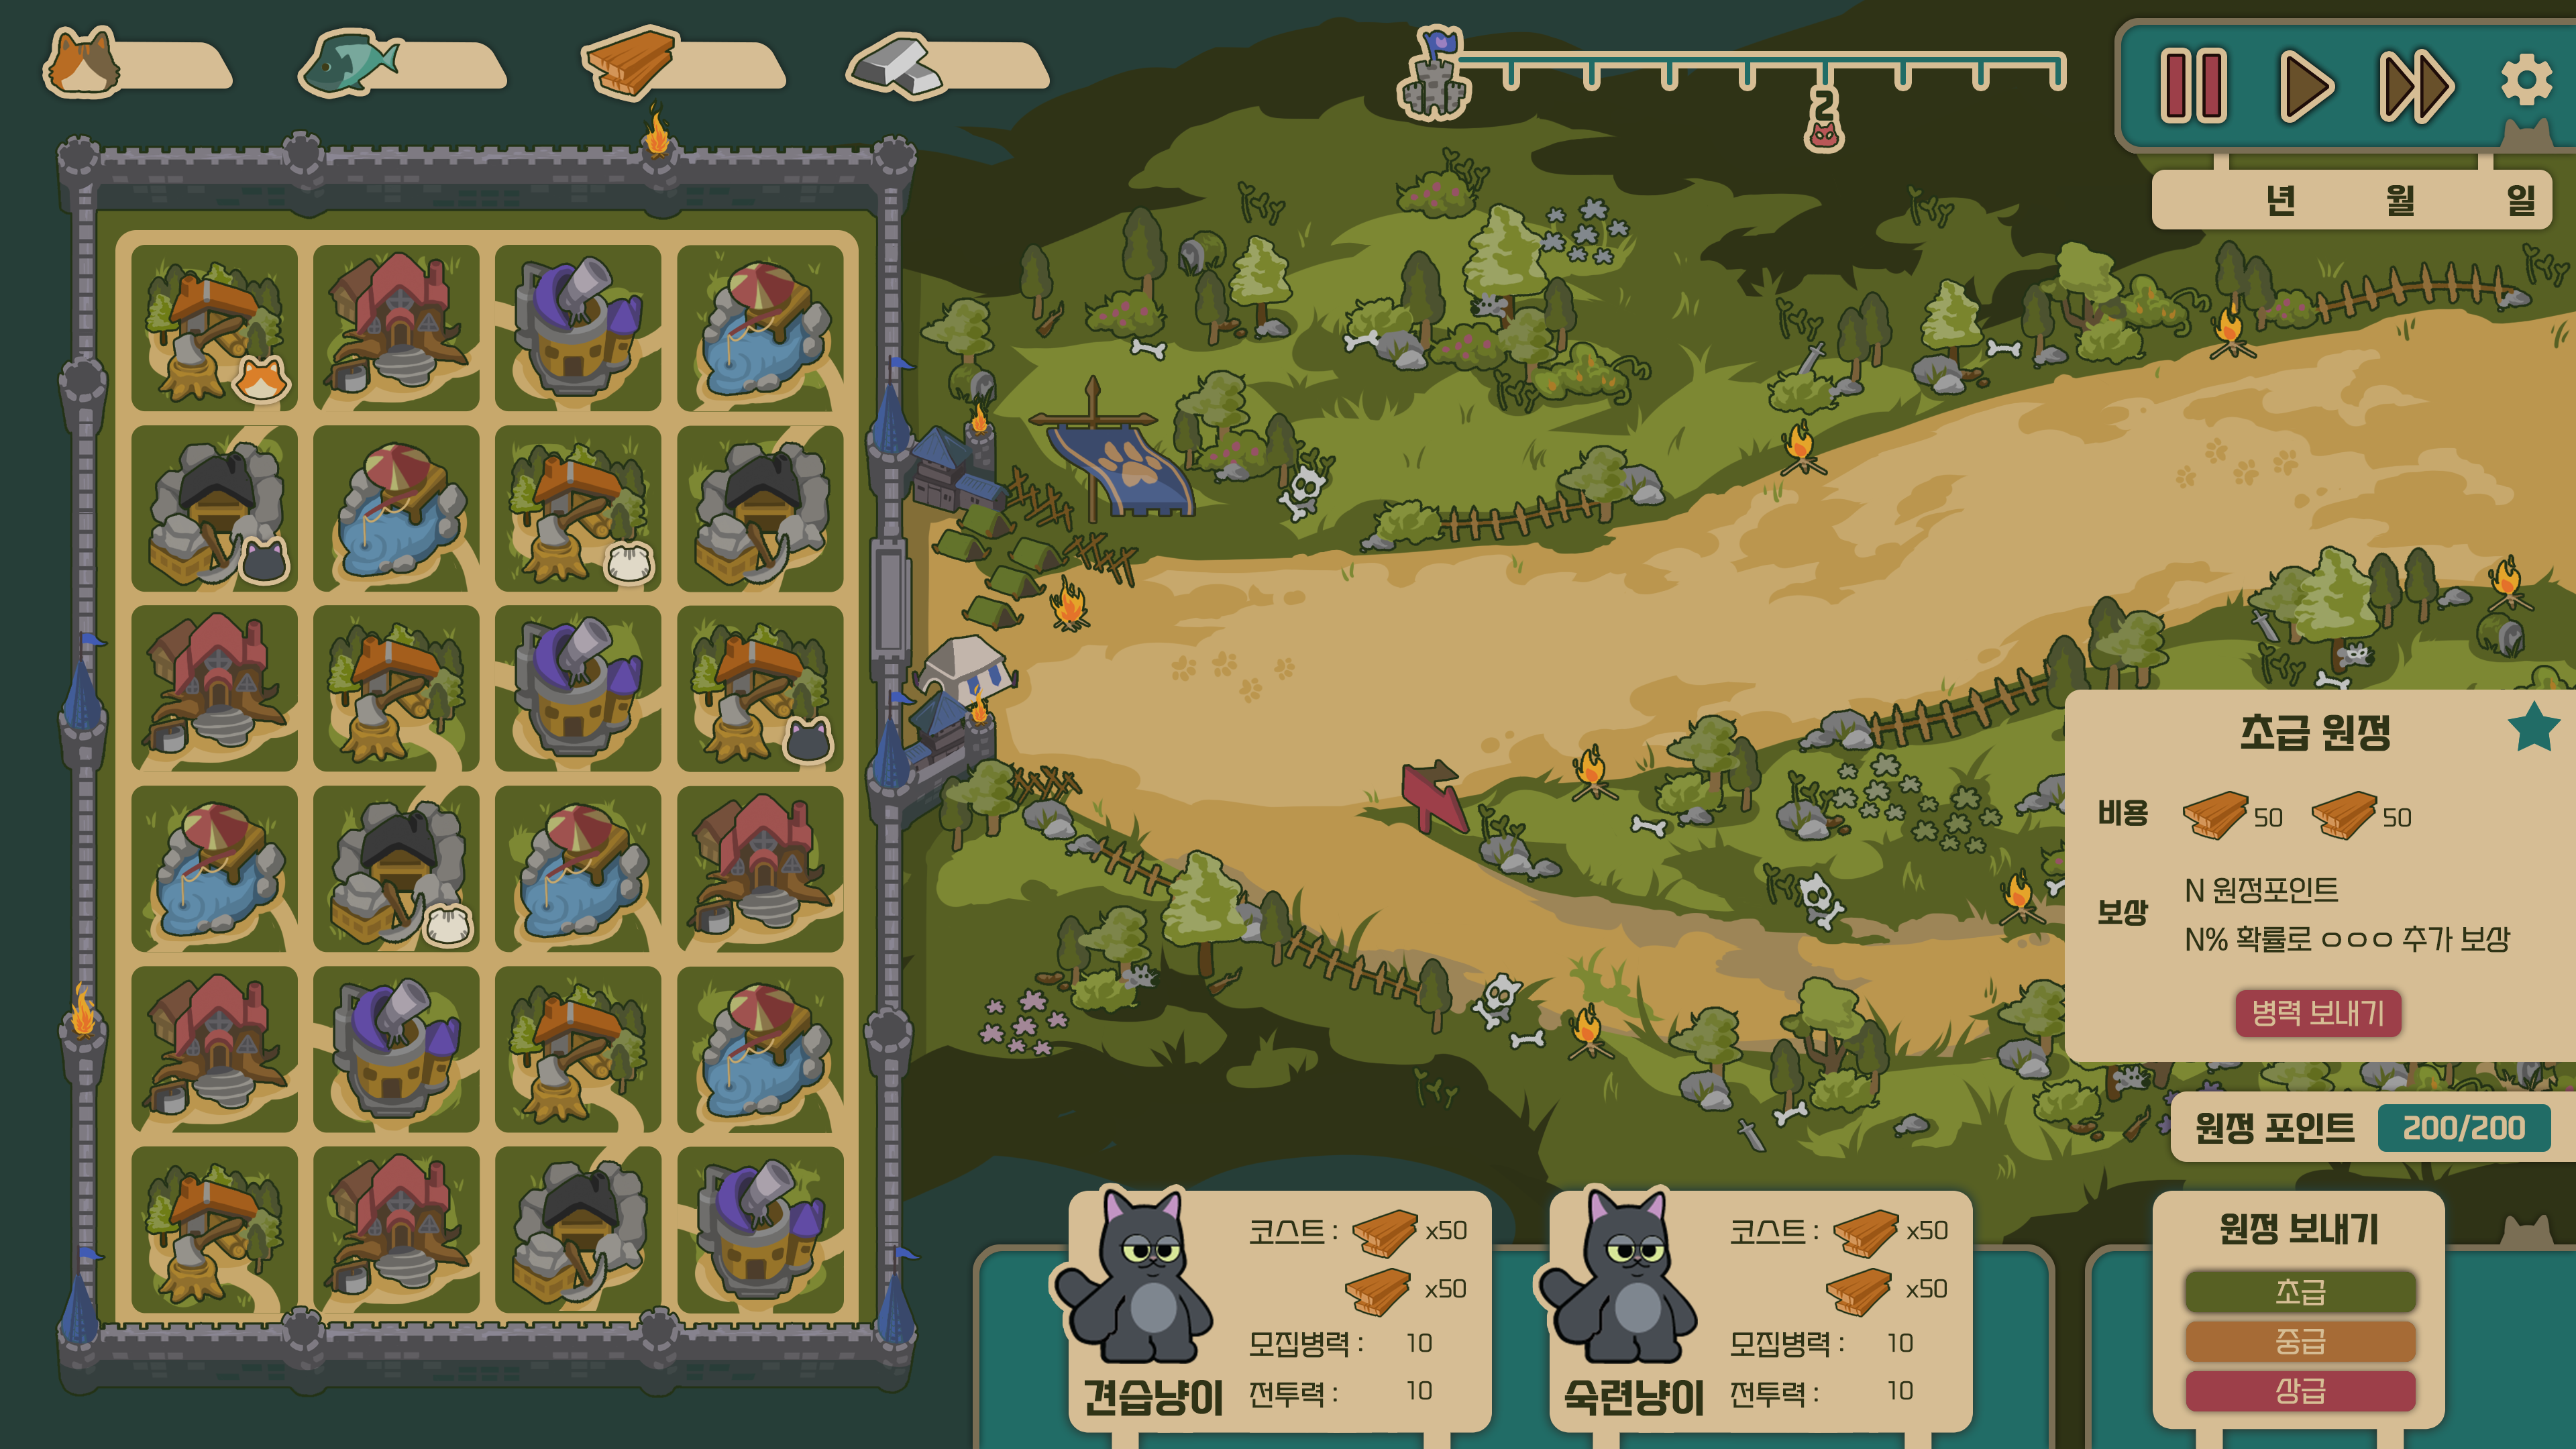 2
년 월 일
초급 원정
비용 50 50
보상
N 원정포인트
N% 확률로 ㅇㅇㅇ 추가 보상
병력 보내기
원정 포인트 200/200
코스트 : x50
x50
모집병력 : 10
전투력 : 10
견습냥이
코스트 : x50
x50
모집병력 : 10
전투력 : 10
숙련냥이
원정 보내기
초급
중급
상급